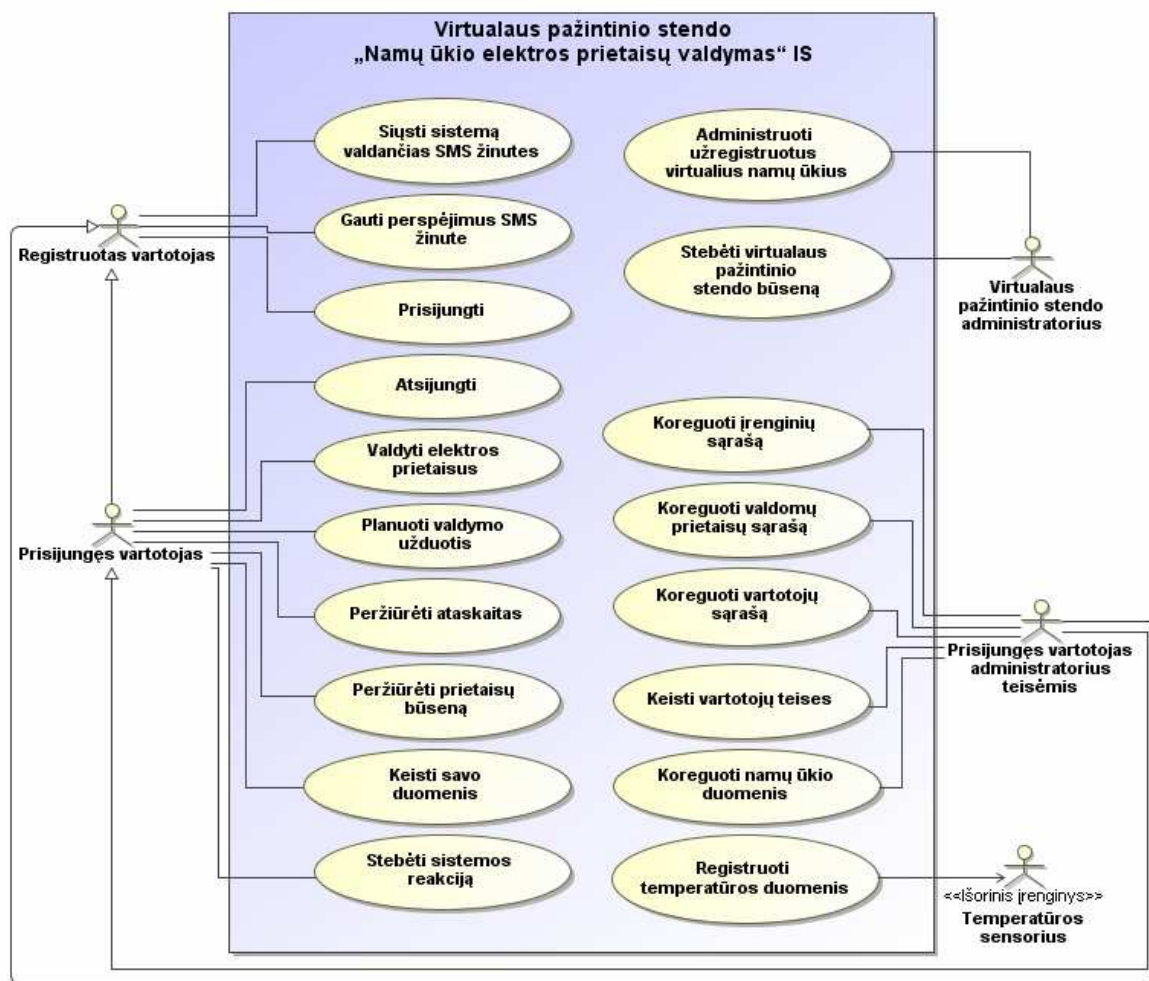 Virtualaus pažintinio stendo
„Namų ūkio elektros prietaisų valdymas“ IS
Siųsti sistemą
valdančias SMS žinutes
Gauti perspėjimus SMS
žinute
Prisijungti
Registruotas vartotojas
Atsijungti
Valdyti elektros
prietaisus
Planuoti valdymo
užduotis
Peržiūrėti ataskaitas
Peržiūrėti prietaisų
būseną
Keisti savo
duomenis
Stebėti sistemos
reakciją
Prisijungęs vartotojas
Administruoti
užregistruotus
virtualius namų ūkius
Stebėti virtualaus
pažintinio
stendo būseną
Virtualaus
pažintinio stendo
administratorius
Koreguoti įrenginių
sąrašą
Koreguoti valdomų
prietaisų sąrašą
Koreguoti vartotojų
sąrašą
Keisti vartotojų teises
Koreguoti namų ūkio
duomenis
Prisijungęs vartotojas
administratorius
teisėmis
Registruoti
temperatūros duomenis
<<Išorinis įrenginys>>
Temperatūros
sensorius